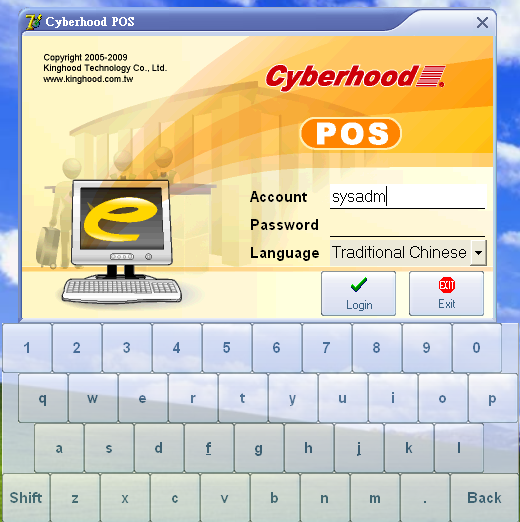 Cyberhood POS
Copyright 2005-2009
Kinghood Technology Co., Ltd.
www.kinghood.com.tw
Cyberhood
POS
Account sysadm
Password
Language Traditional Chinese
Login EXIT Exit
1 2 3 4 5 6 7 8 9 0
q w e r t y u i o p
a s d f g h j k l
Shift z x c v b n m . Back